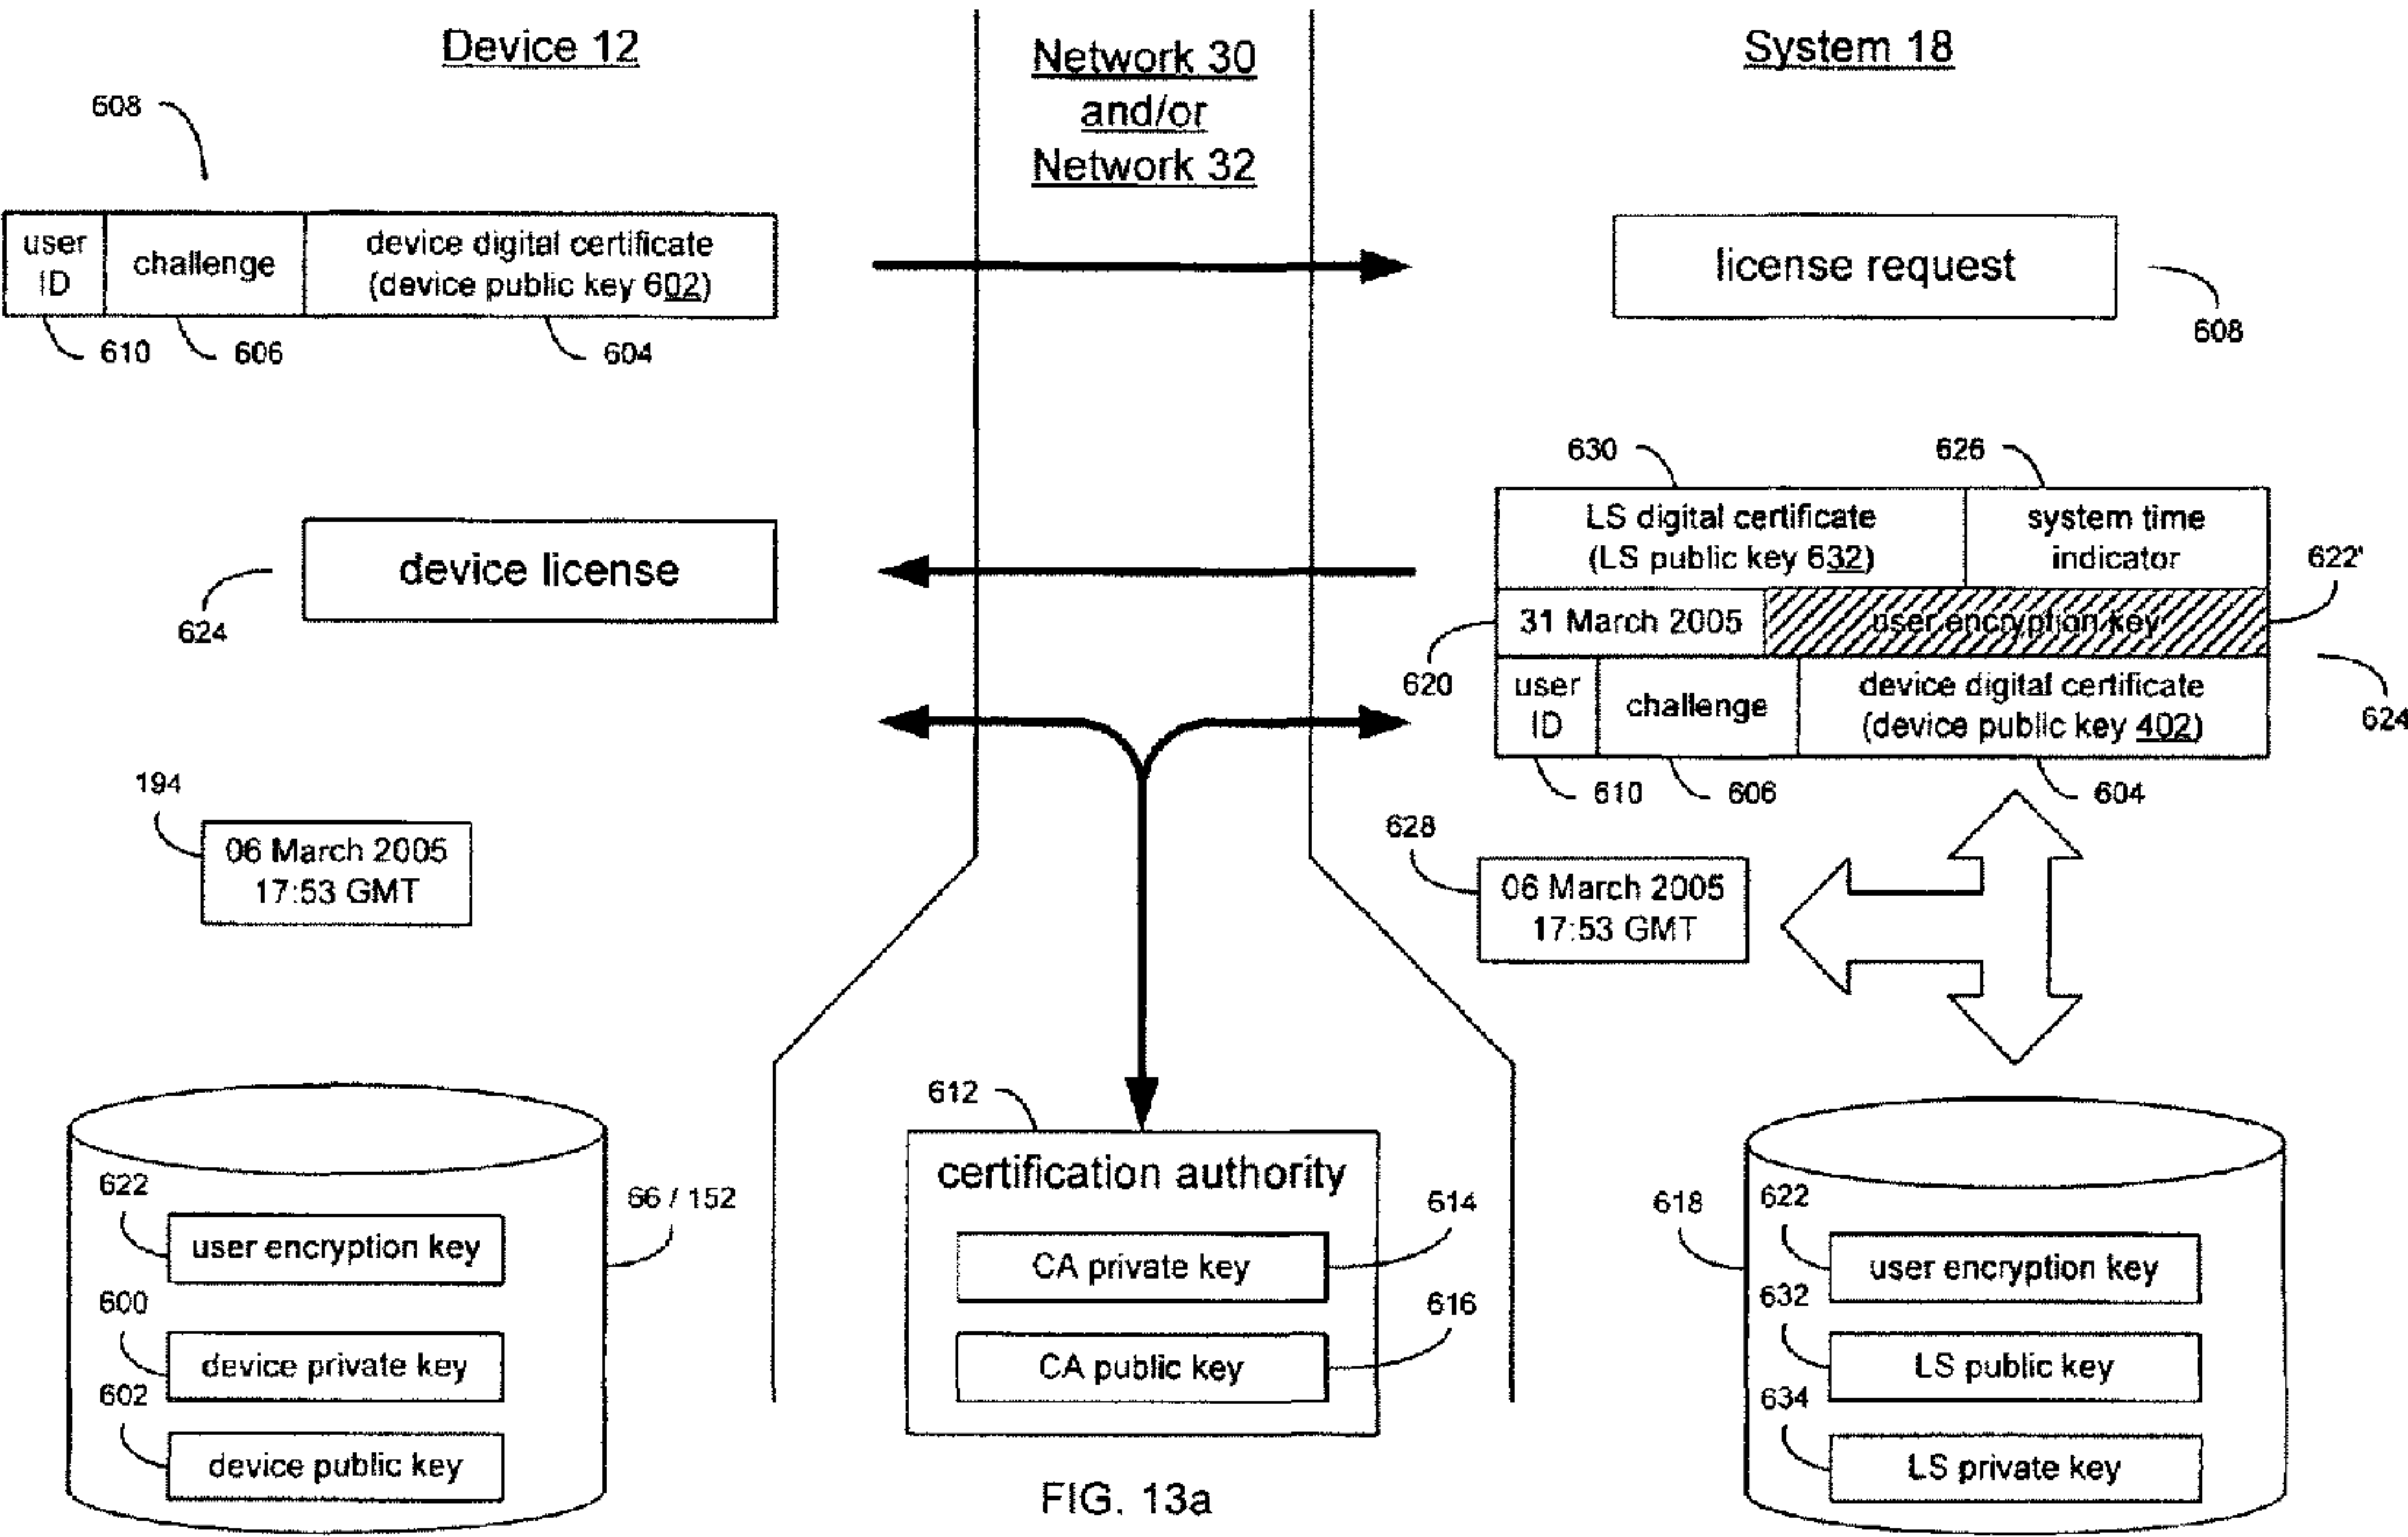 Device 12
Network 30
and/or
Network 32
System 18
608
user
ID
challenge
device digital certificate
(device public key 602)
610
606
604
license request
608
630
626
LS digital certificate
(LS public key 632)
system time
indicator
622'
31 March 2005
user encryption key
620
user
ID
challenge
device digital certificate
(device public key 402)
624
610
606
604
device license
624
194
06 March 2005
17:53 GMT
628
06 March 2005
17:53 GMT
612
certification authority
614
CA private key
616
CA public key
66 / 152
622
user encryption key
600
device private key
602
device public key
618
622
user encryption key
632
LS public key
634
LS private key
FIG. 13a